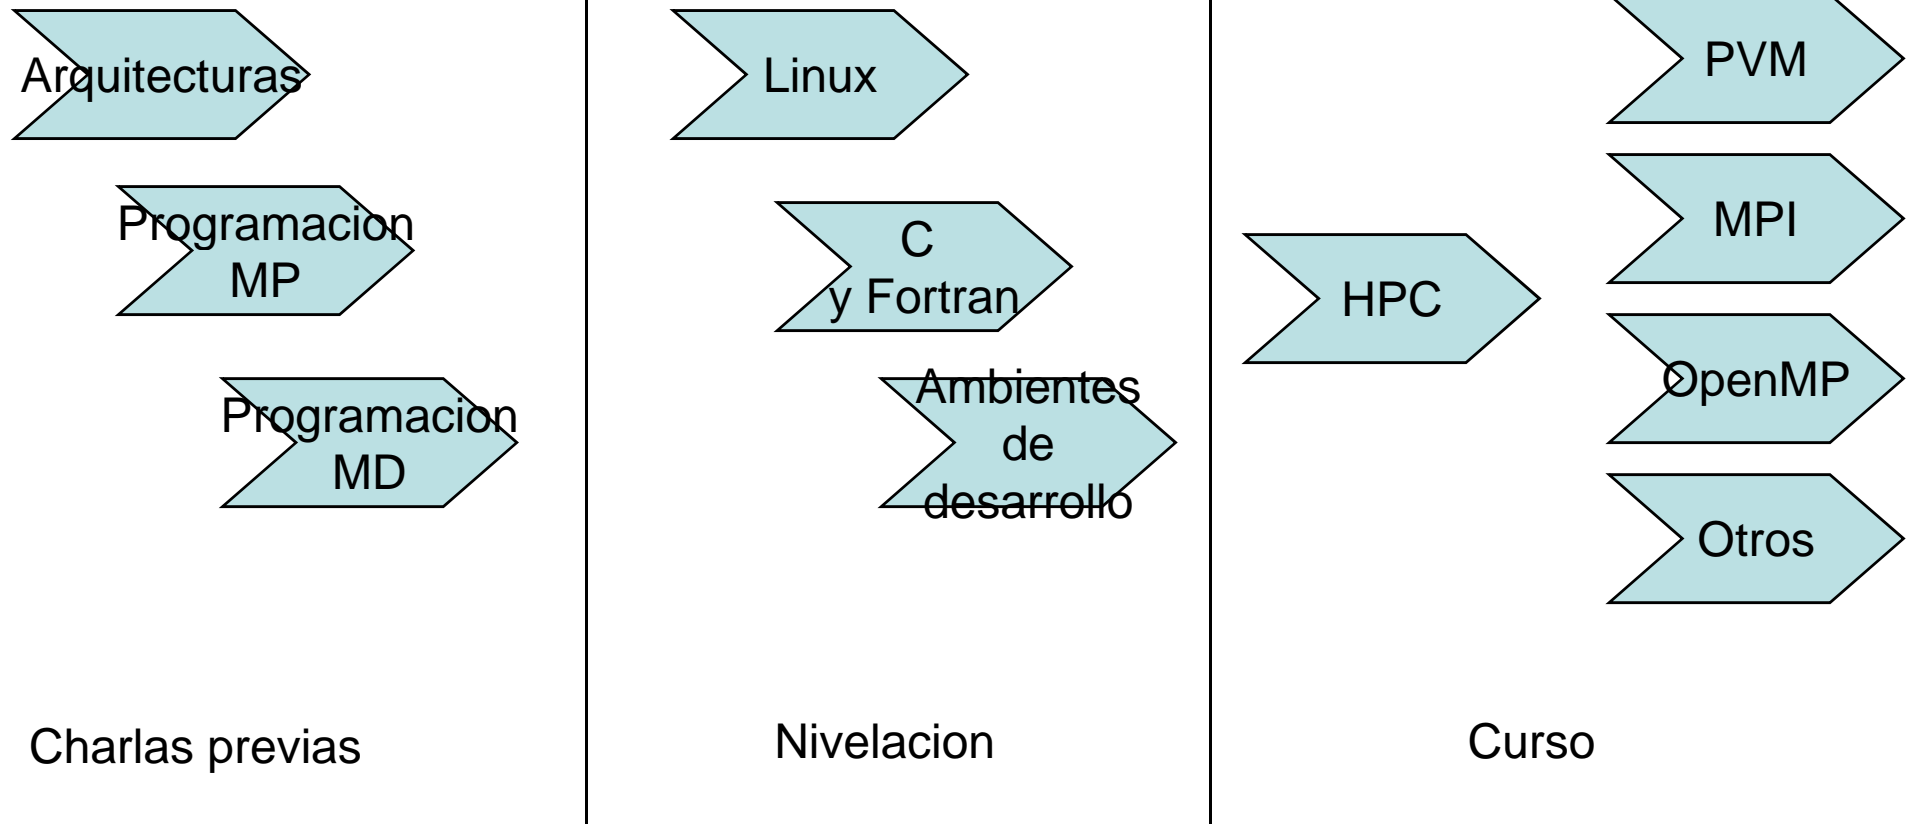 Arquitecturas
Programacion
MP
Programacion
MD
Charlas previas
Linux
C
y Fortran
Ambientes
de
desarrollo
Nivelacion
HPC
PVM
MPI
OpenMP
Otros
Curso